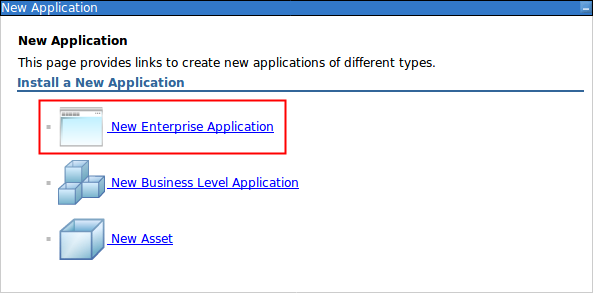 New Application
New Application
This page provides links to create new applications of different types.
Install a New Application
New Enterprise Application
New Business Level Application
New Asset